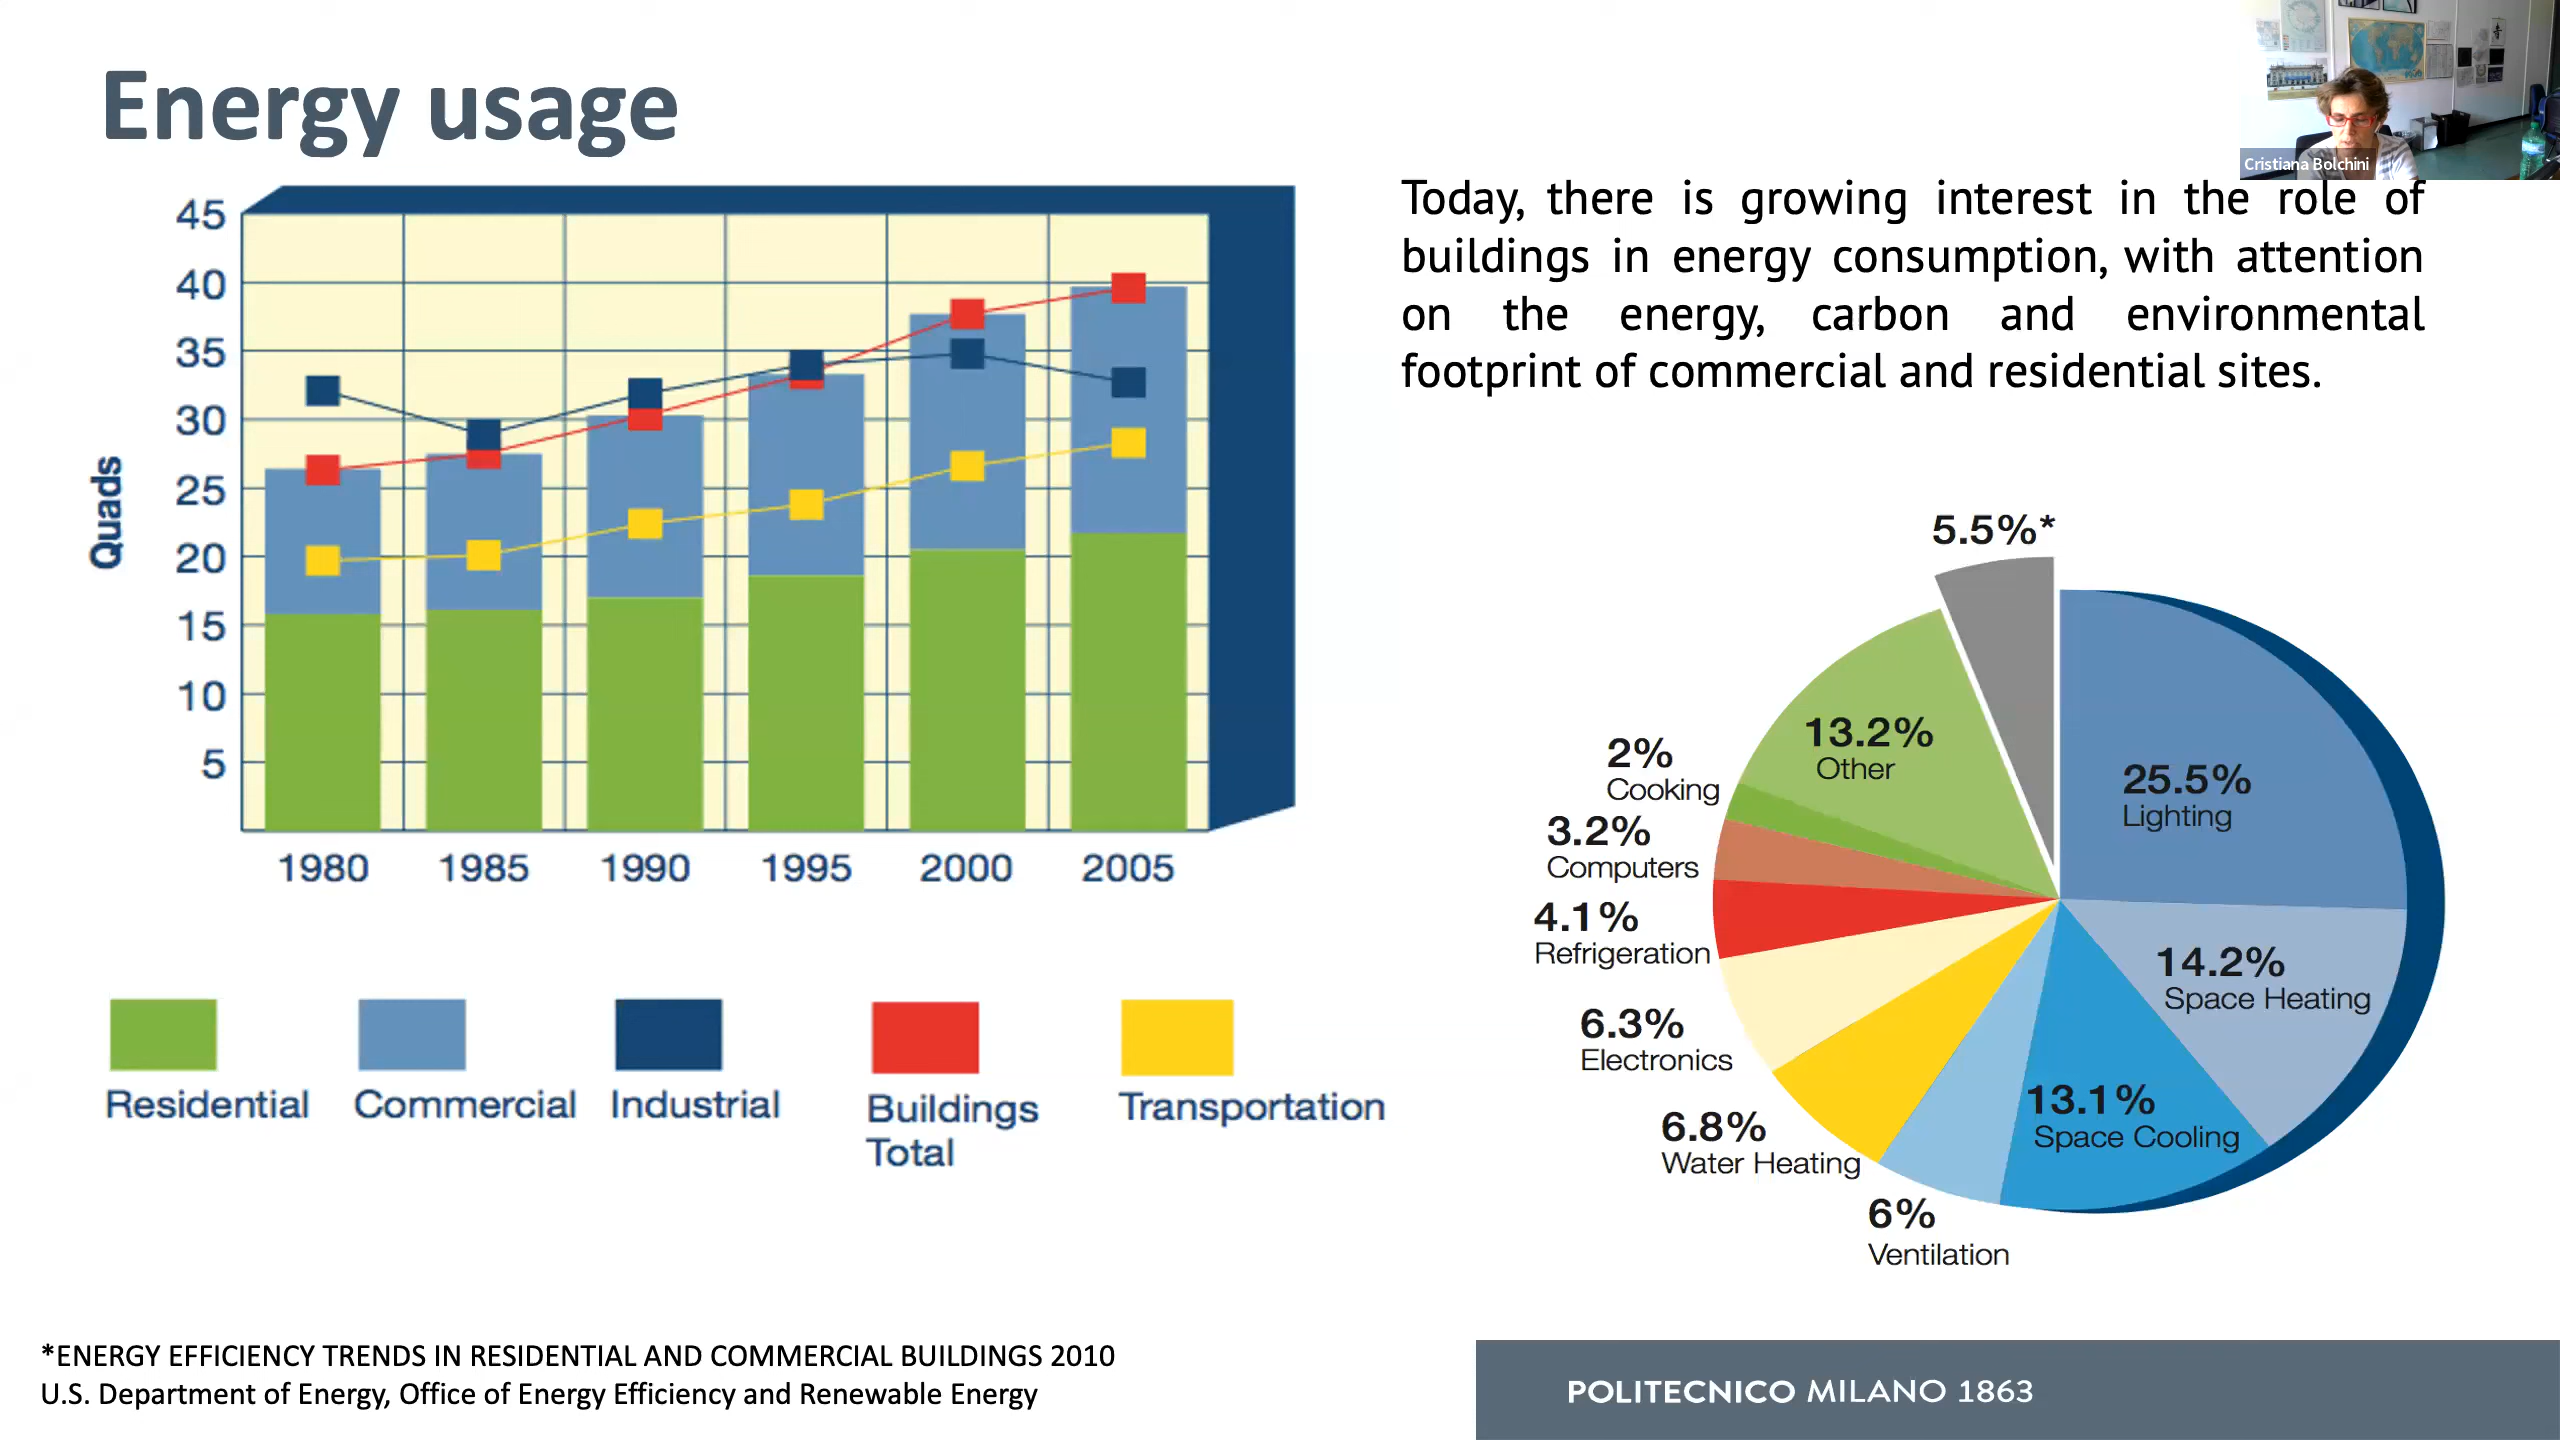 Energy usage
Cristiana Bolchini
Today, there is growing interest in the role of
buildings in energy consumption, with attention
on the energy, carbon and environmental
footprint of commercial and residential sites.
45
40
35
30
25
20
15
10
5
Quads
1980 1985 1990 1995 2000 2005
Residential
Commercial
Industrial
Buildings
Total
Transportation
5.5%*
25.5%
Lighting
14.2%
Space Heating
13.1%
Space Cooling
6%
Ventilation
6.8%
Water Heating
6.3%
Electronics
4.1%
Refrigeration
3.2%
Computers
2%
Cooking
13.2%
Other
*ENERGY EFFICIENCY TRENDS IN RESIDENTIAL AND COMMERCIAL BUILDINGS 2010
U.S. Department of Energy, Office of Energy Efficiency and Renewable Energy
POLITECNICO MILANO 1863